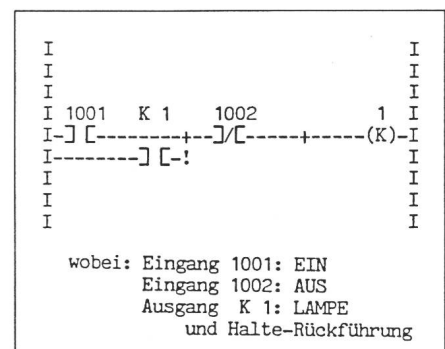 I I
I I
I I
I 1001 K 1 1002 1 I
I-] [--------+--]/[-----+-----(K)-I
I--------] [-! I
I I
I I
I I
wobei: Eingang 1001: EIN
Eingang 1002: AUS
Ausgang K 1: LAMPE
und Halte-Rückführung